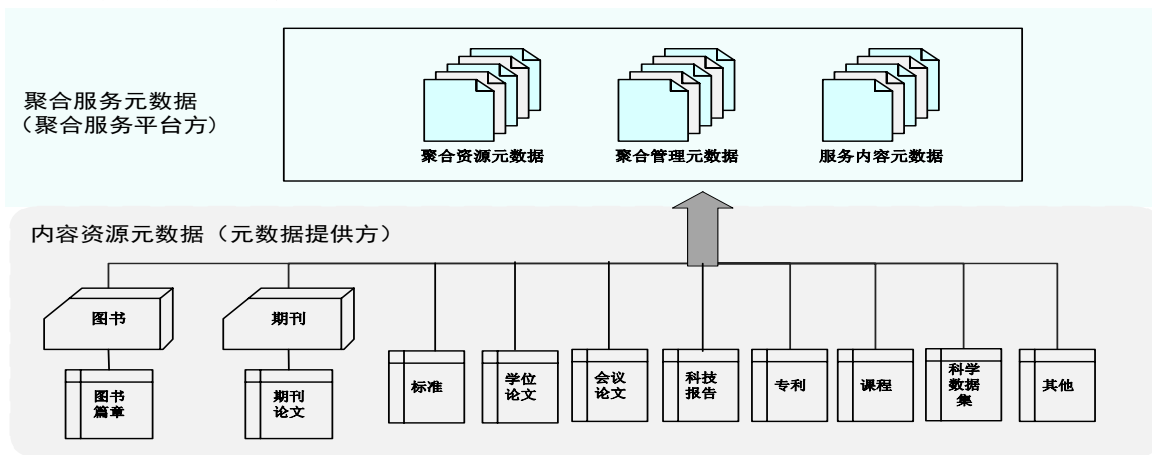 聚合服务元数据
（聚合服务平台方）
聚合资源元数据
聚合管理元数据
服务内容元数据
内容资源元数据（元数据提供方）
图书
期刊
图书
篇章
期刊
论文
标准
学位
论文
会议
论文
科技
报告
专利
课程
科学
数据
集
其他